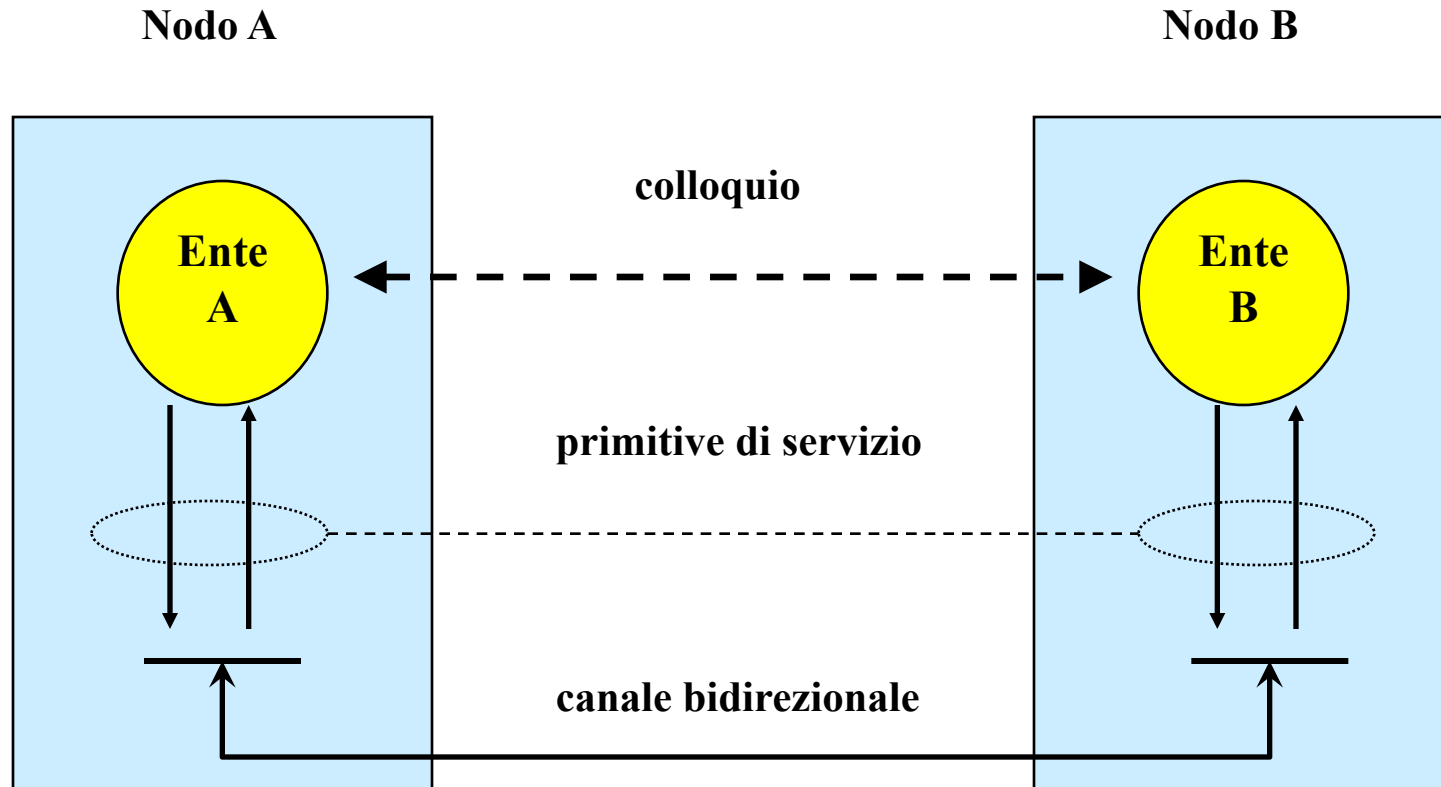 Nodo A
Nodo B
colloquio
Ente
A
Ente
B
primitive di servizio
canale bidirezionale